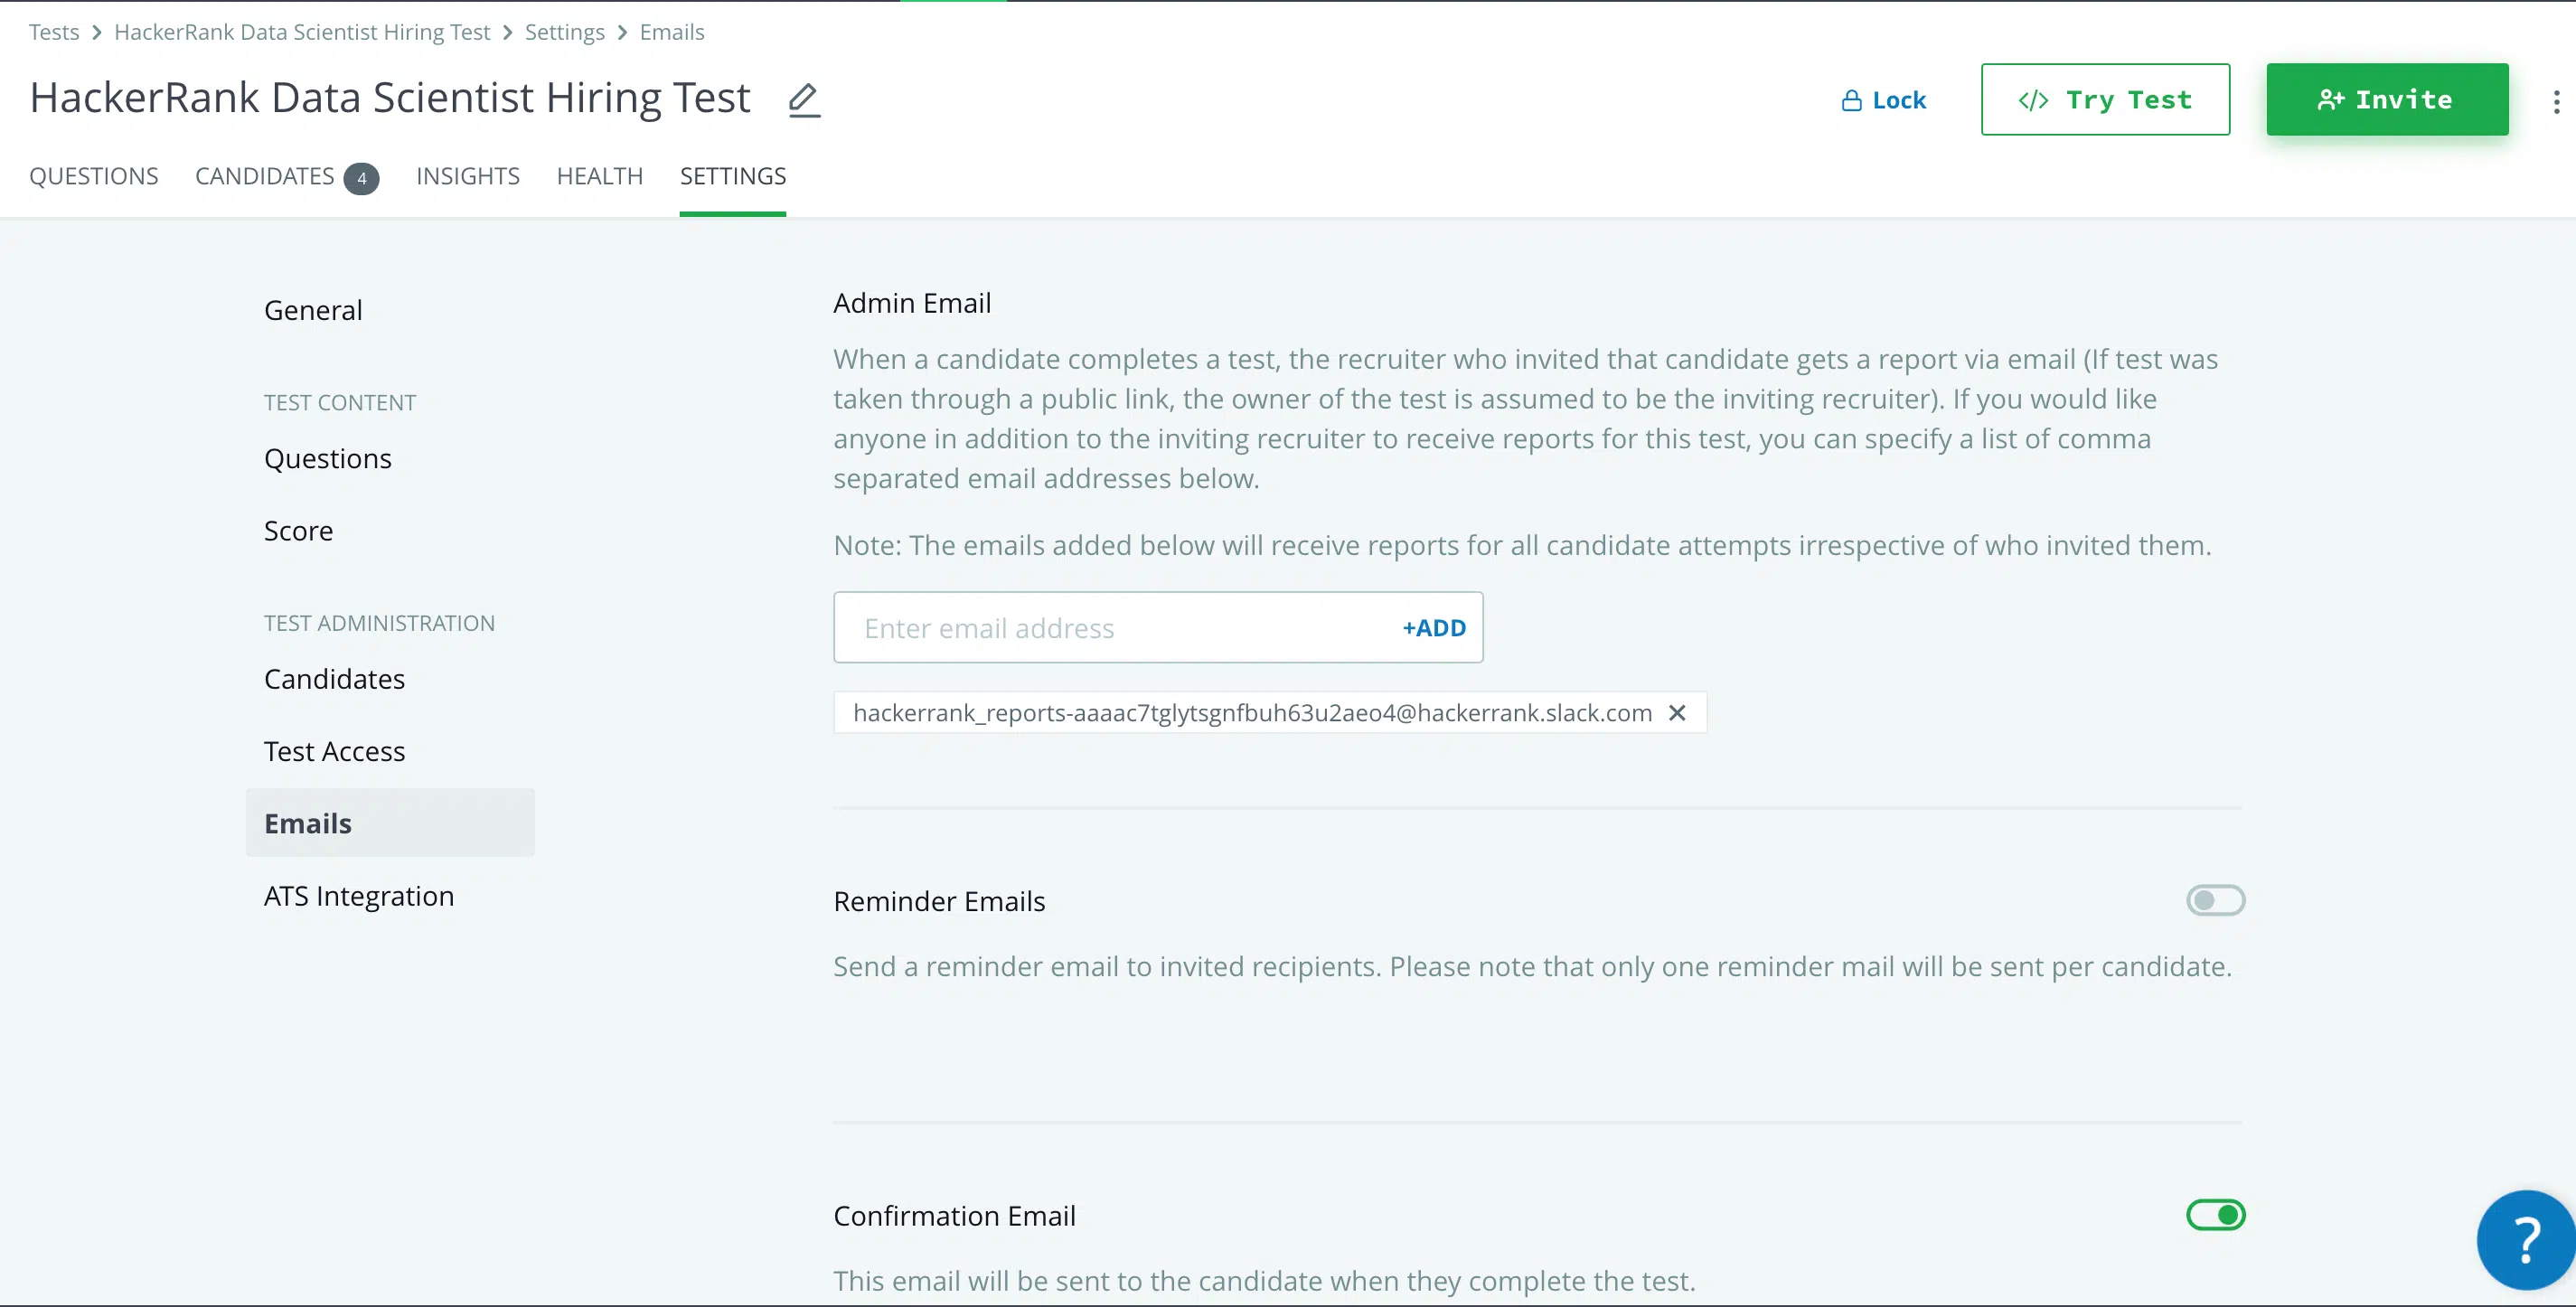 Tests > HackerRank Data Scientist Hiring Test > Settings > Emails
HackerRank Data Scientist Hiring Test
Lock
</> Try Test
Invite
QUESTIONS CANDIDATES 4 INSIGHTS HEALTH SETTINGS
General
TEST CONTENT
Questions
Score
TEST ADMINISTRATION
Candidates
Test Access
Emails
ATS Integration
Admin Email
When a candidate completes a test, the recruiter who invited that candidate gets a report via email (If test was
taken through a public link, the owner of the test is assumed to be the inviting recruiter). If you would like
anyone in addition to the inviting recruiter to receive reports for this test, you can specify a list of comma
separated email addresses below.
Note: The emails added below will receive reports for all candidate attempts irrespective of who invited them.
Enter email address +ADD
hackerrank_reports-aaaac7tglytsgnfbuh63u2aeo4@hackerrank.slack.com ×
Reminder Emails
Send a reminder email to invited recipients. Please note that only one reminder mail will be sent per candidate.
Confirmation Email
This email will be sent to the candidate when they complete the test.
?